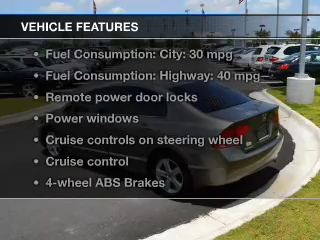 VEHICLE FEATURES
• Fuel Consumption: City: 30 mpg
• Fuel Consumption: Highway: 40 mpg
• Remote power door locks
• Power windows
• Cruise controls on steering wheel
• Cruise control
• 4-wheel ABS Brakes